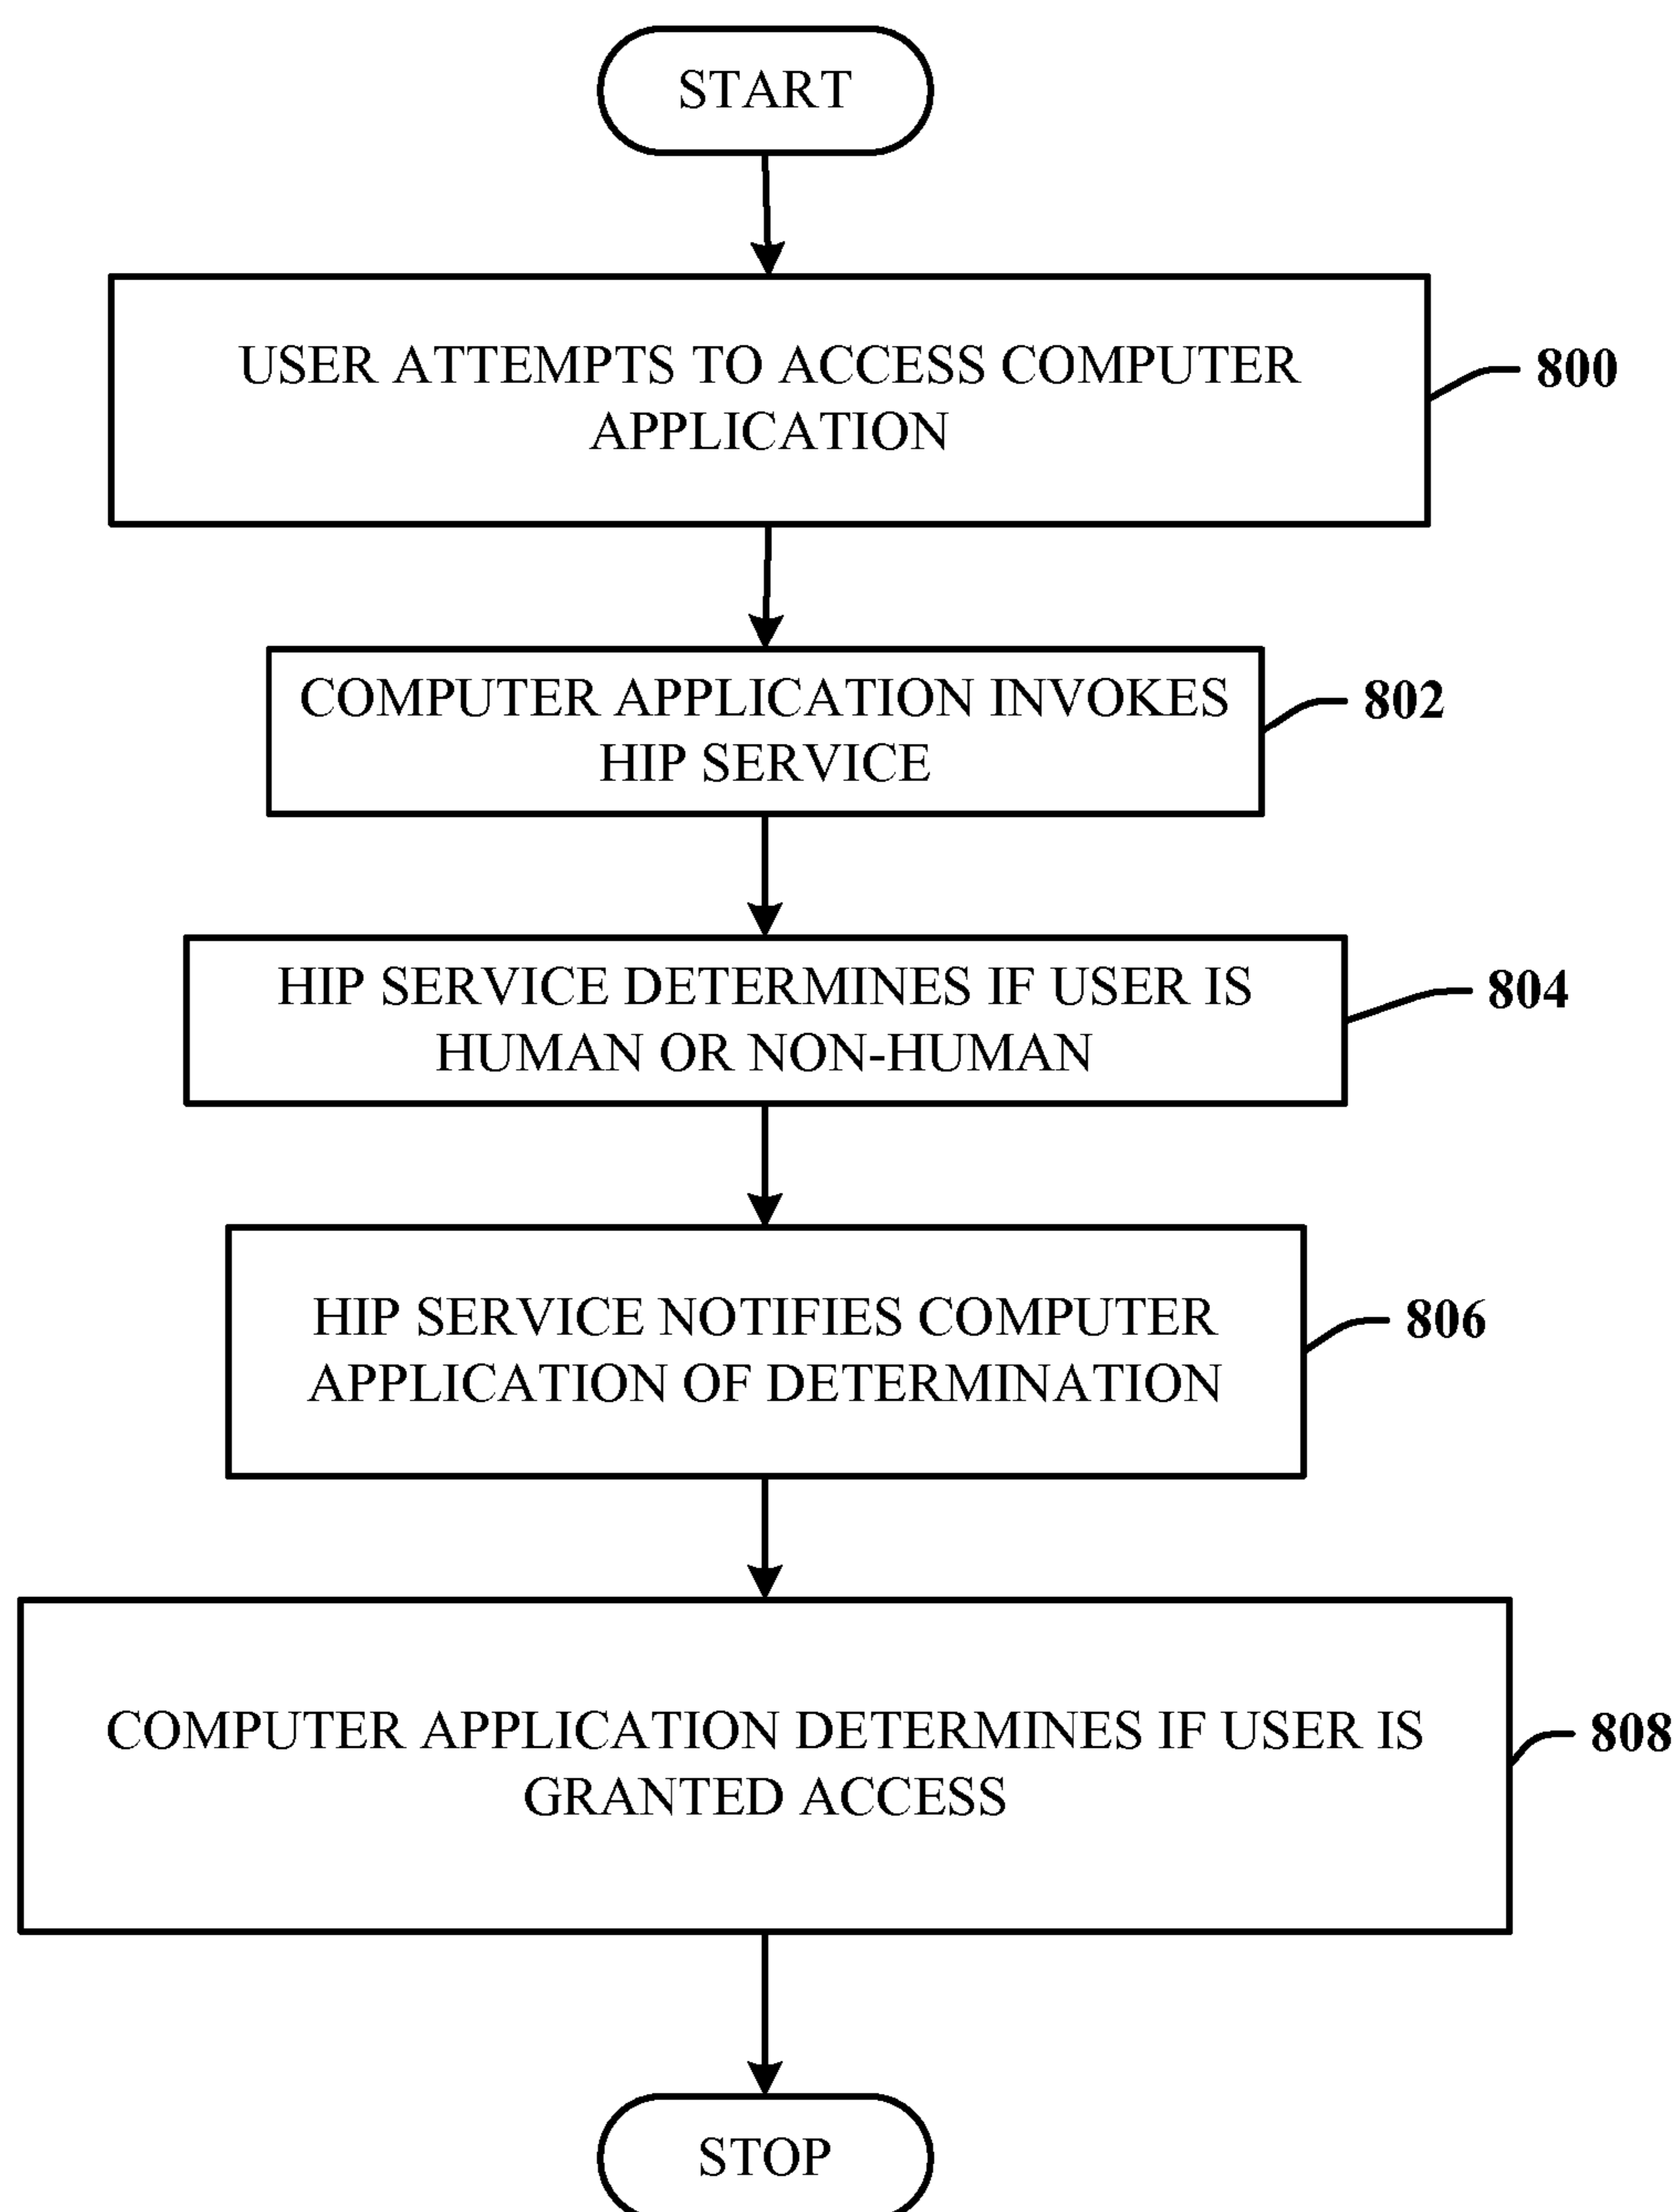 START
USER ATTEMPTS TO ACCESS COMPUTER
APPLICATION
800
COMPUTER APPLICATION INVOKES
HIP SERVICE
802
HIP SERVICE DETERMINES IF USER IS
HUMAN OR NON-HUMAN
804
HIP SERVICE NOTIFIES COMPUTER
APPLICATION OF DETERMINATION
806
COMPUTER APPLICATION DETERMINES IF USER IS
GRANTED ACCESS
808
STOP